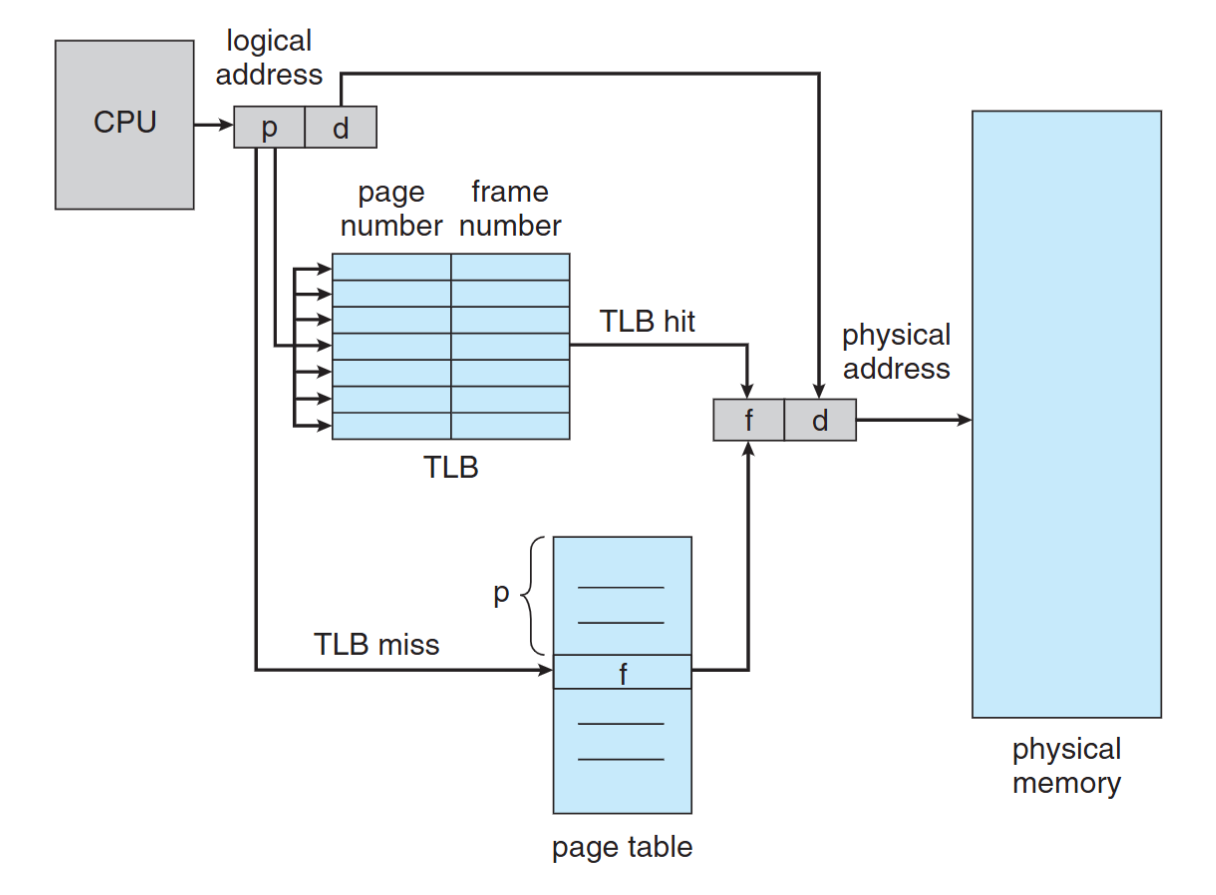 logical
address
CPU
p
d
page
number
frame
number
TLB hit
physical
address
f
d
TLB
p
TLB miss
f
physical
memory
page table